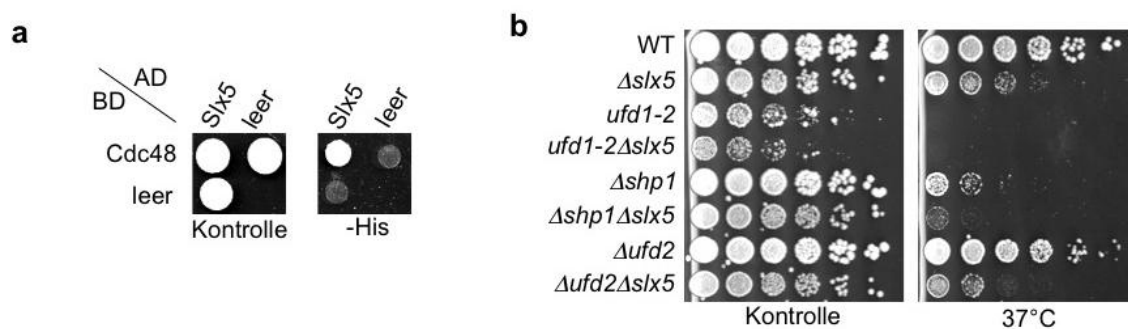 a
AD
BD
Slx5
leer
Slx5
leer
Cdc48
leer
Kontrolle
-His
b
WT
Δslx5
ufd1-2
ufd1-2Δslx5
Δshp1
Δshp1Δslx5
Δufd2
Δufd2Δslx5
Kontrolle
37°C